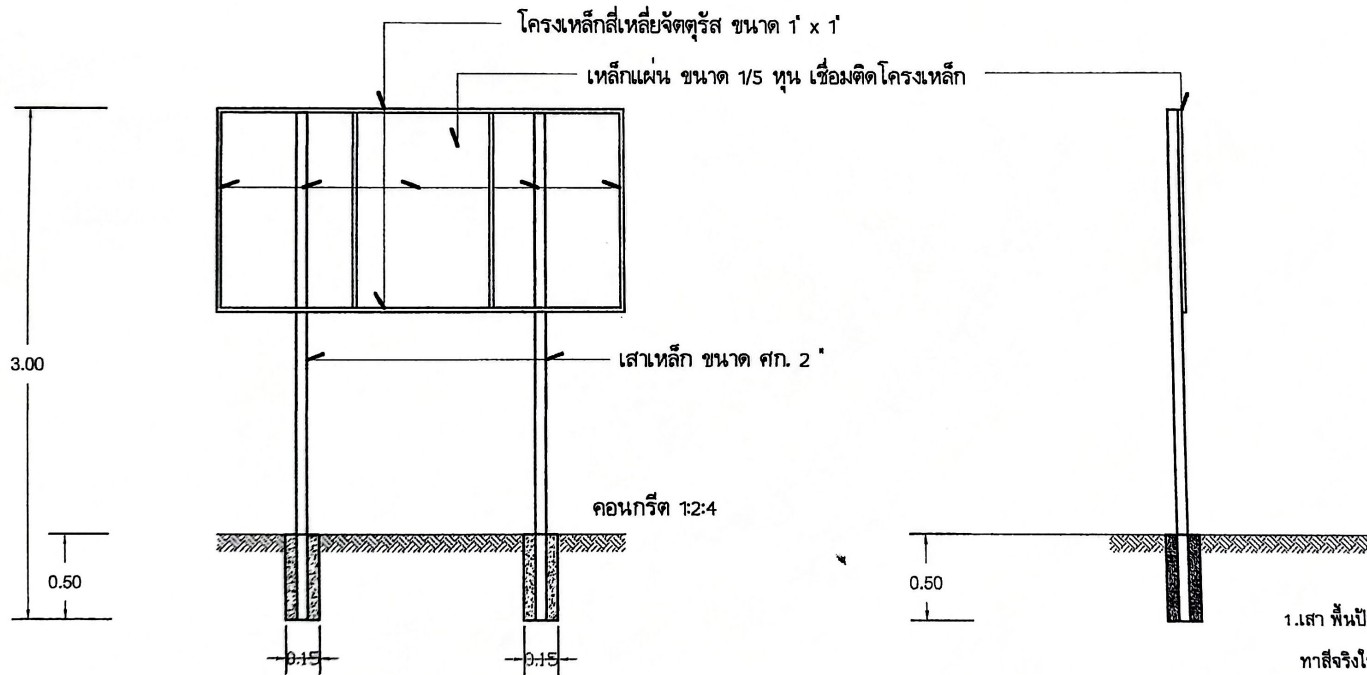 โครงเหล็กสี่เหลี่ยจัตตุรัส ขนาด 1" x 1"
เหล็กแผ่น ขนาด 1/5 หุน เชื่อมติดโครงเหล็ก
3.00
เสาเหล็ก ขนาด ศก. 2 "
คอนกรีต 1:2:4
0.50
0.50
0.15
0.15
1.เสา พื้นป้
ทาสีจริงใ